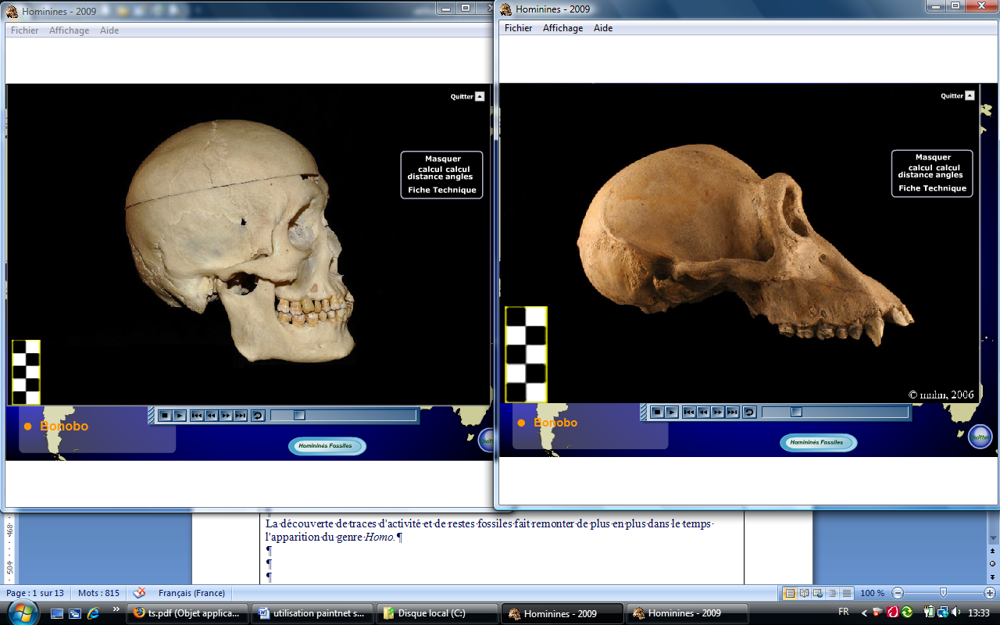 Hominines - 2009
Fichier Affichage Aide
Quitter
Masquer
calcul calcul
distance angles
Fiche Technique
Bonobo
Homininés Fossiles
Hominines - 2009
Fichier Affichage Aide
Quitter
Masquer
calcul calcul
distance angles
Fiche Technique
© mnhn, 2006
Bonobo
Homininés Fossiles
Quitter
468
504
La découverte de traces d'activité et de restes fossiles fait remonter de plus en plus dans le temps
l'apparition du genre Homo.¶
¶
¶
¶
Page : 1 sur 13 Mots : 815 Français (France) 100 %
ts.pdf (Objet applica... utilisation paintnet s... Disque local (C:) Hominines - 2009 Hominines - 2009 FR 13:33